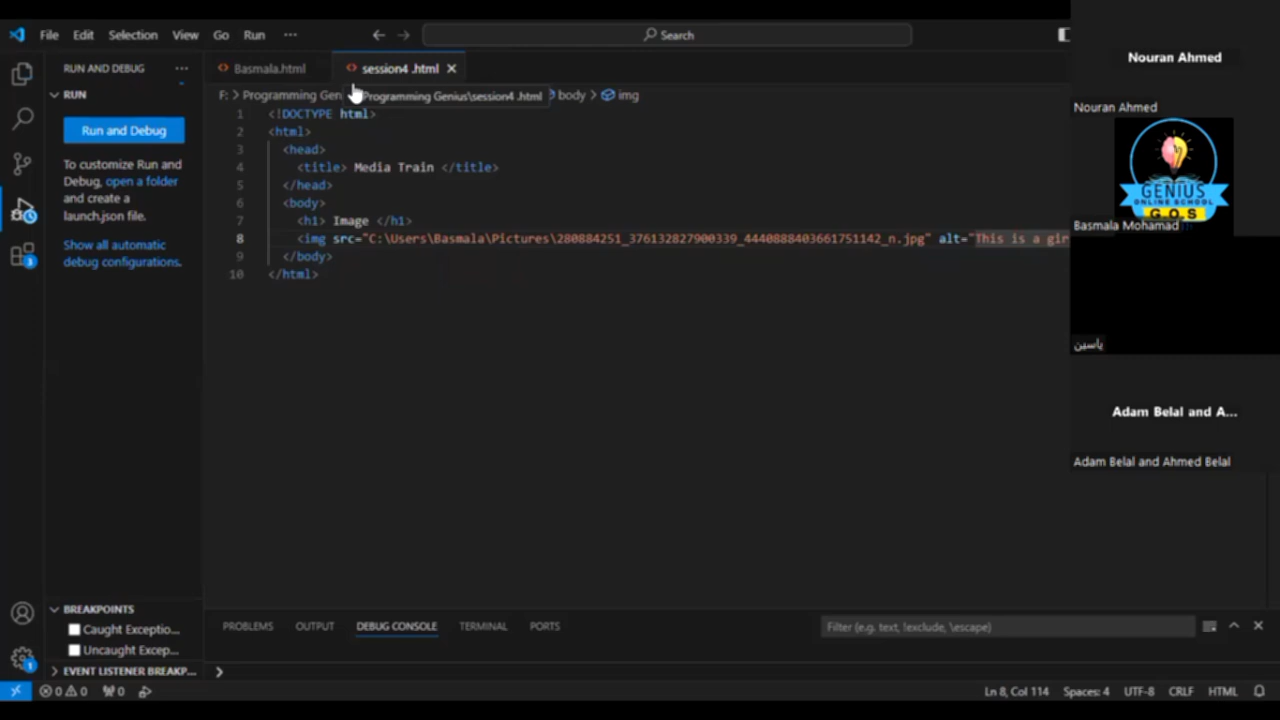 File Edit Selection View Go Run ··· Search
RUN AND DEBUG ···
RUN
Run and Debug
To customize Run and
Debug, open a folder
and create a
launch.json file.
Show all automatic
debug configurations.
BREAKPOINTS
Caught Exceptio...
Uncaught Excep...
EVENT LISTENER BREAKP...
Basmala.html session4 .html
F: > Programming Gen Programming Genius\session4 .html body > img
1 <!DOCTYPE html>
2 <html>
3 <head>
4 <title> Media Train </title>
5 </head>
6 <body>
7 <h1> Image </h1>
8 <img src="C:\Users\Basmala\Pictures\280884251_376132827900339_4440888403661751142_n.jpg" alt="This is a gir
9 </body>
10 </html>
PROBLEMS OUTPUT DEBUG CONSOLE TERMINAL PORTS
Filter (e.g. text, !exclude, \escape)
0 0 0
Ln 8, Col 114 Spaces: 4 UTF-8 CRLF HTML
Nouran Ahmed
Nouran Ahmed
GENIUS
ONLINE SCHOOL
G.O.S
Basmala Mohamad
ياسين
Adam Belal and A...
Adam Belal and Ahmed Belal
3
1